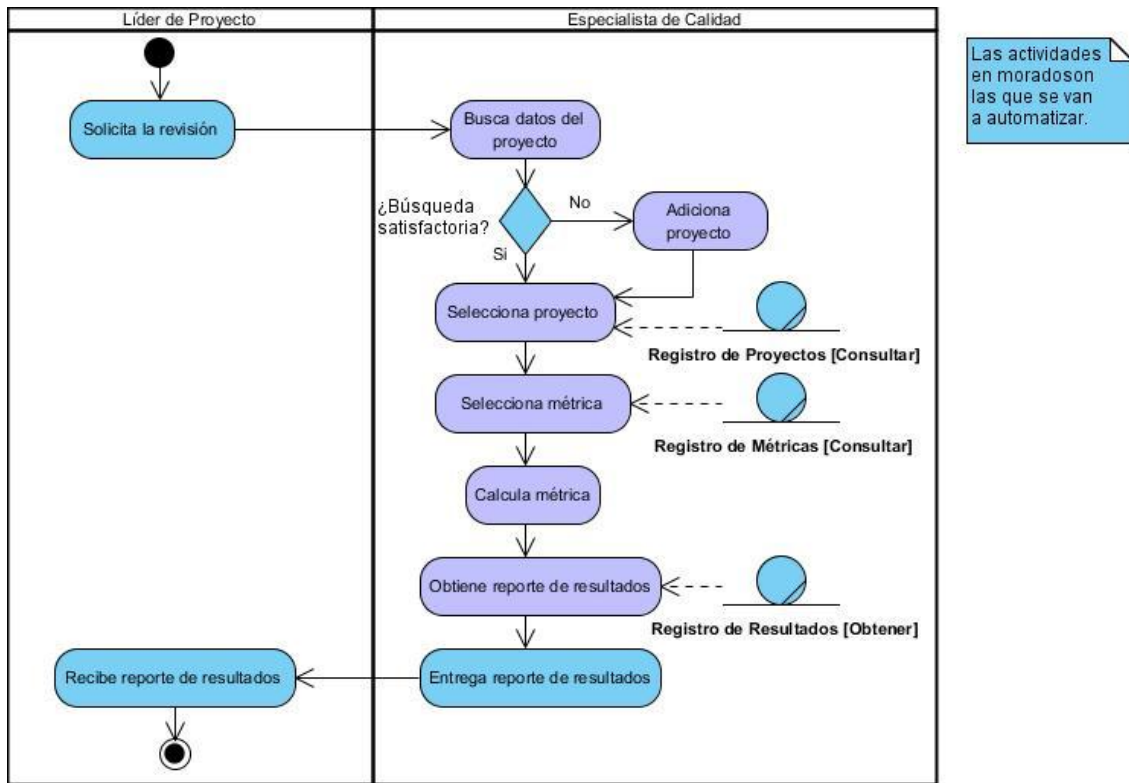 Líder de Proyecto
Especialista de Calidad
Las actividades
en moradoson
las que se van
a automatizar.
Solicita la revisión
Busca datos del
proyecto
¿Búsqueda
satisfactoria?
No
Adiciona
proyecto
Si
Selecciona proyecto
Registro de Proyectos [Consultar]
Selecciona métrica
Registro de Métricas [Consultar]
Calcula métrica
Obtiene reporte de resultados
Registro de Resultados [Obtener]
Recibe reporte de resultados
Entrega reporte de resultados